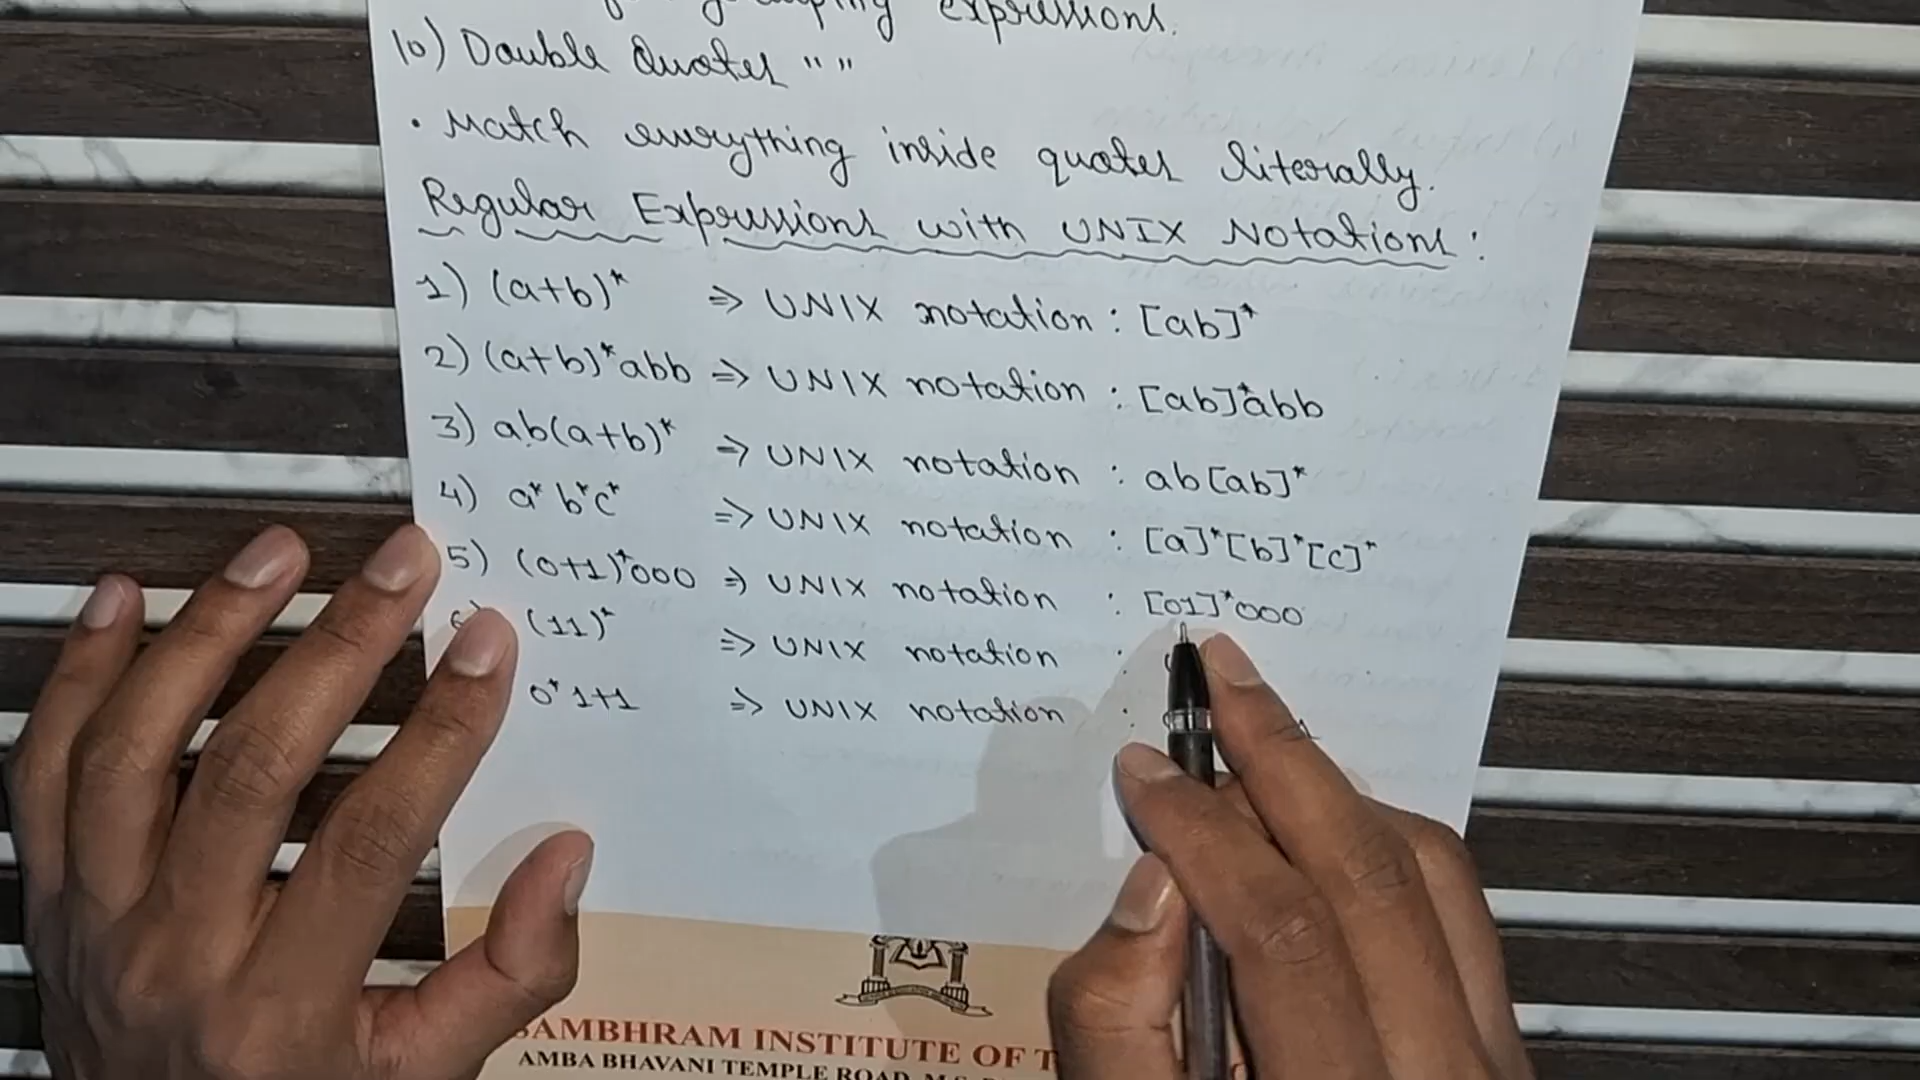 expressions.
10) Double Quotes " "
• Match everything inside quotes literally.
Regular Expressions with UNIX Notations :
1) (a+b)* => UNIX notation : [ab]*
2) (a+b)*abb => UNIX notation : [ab]*abb
3) ab(a+b)* => UNIX notation : ab[ab]*
4) a* b*c* => UNIX notation : [a]*[b]*[c]*
5) (0+1)*000 => UNIX notation : [01]*000
(11)* => UNIX notation :
0*1+1 => UNIX notation :
SAMBHRAM INSTITUTE OF
AMBA BHAVANI TEMPLE ROAD,